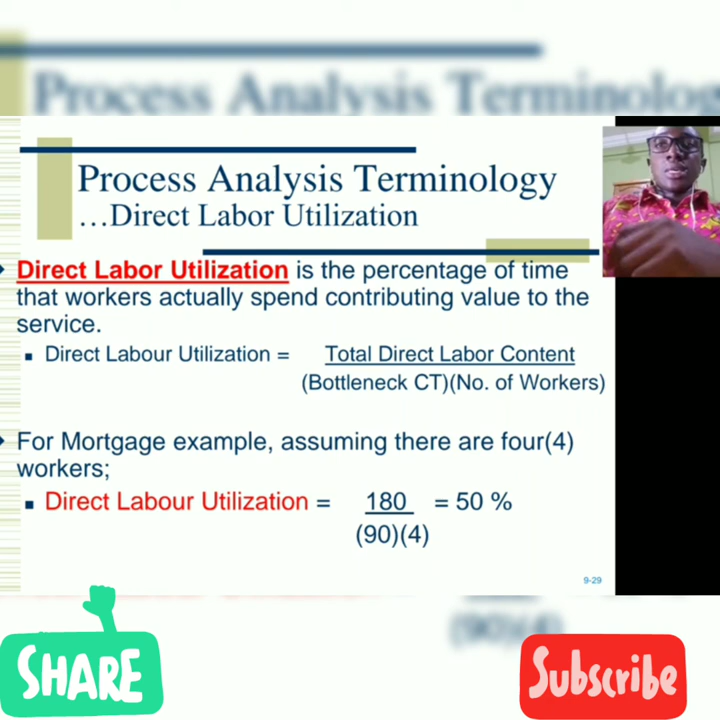 Process Analysis Terminolog
Process Analysis Terminology
...Direct Labor Utilization
Direct Labor Utilization is the percentage of time
that workers actually spend contributing value to the
service.
Direct Labour Utilization = Total Direct Labor Content
(Bottleneck CT)(No. of Workers)
For Mortgage example, assuming there are four(4)
workers;
Direct Labour Utilization = 180 = 50 %
(90)(4)
9-29
SHARE
Subscribe